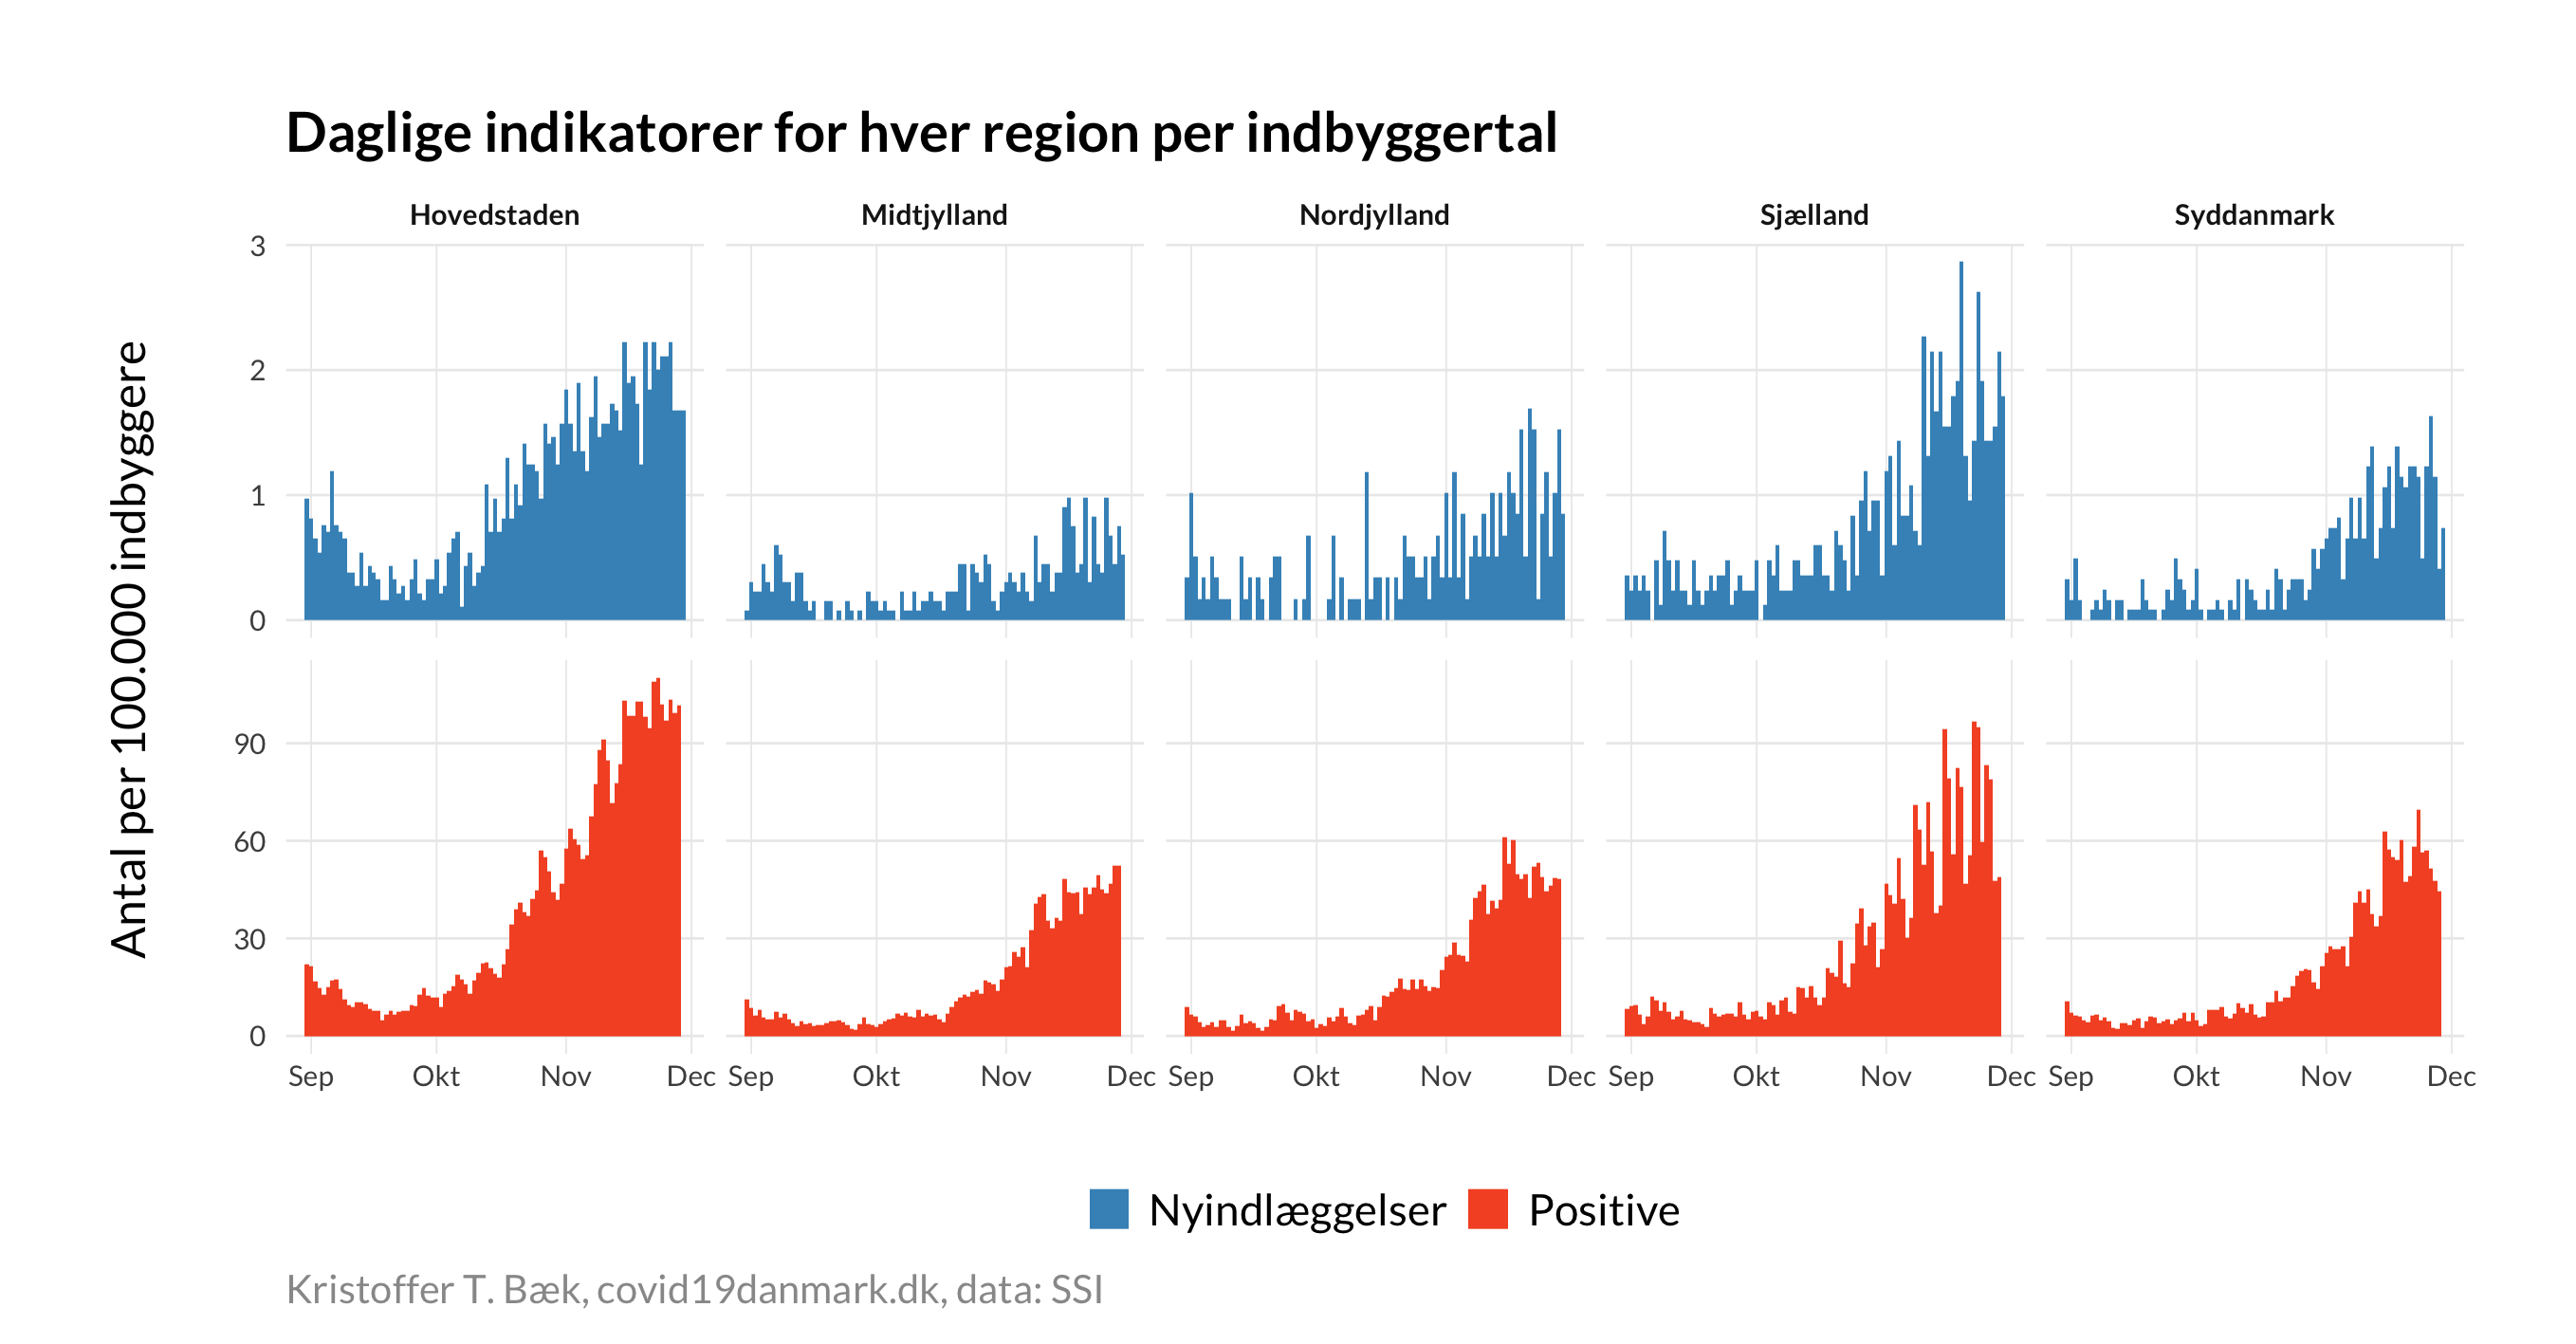 Daglige indikatorer for hver region per indbyggertal
Hovedstaden Midtjylland Nordjylland Sjælland Syddanmark
Antal per 100.000 indbyggere
3
2
1
0
90
60
30
0
Sep Okt Nov Dec Sep Okt Nov Dec Sep Okt Nov Dec Sep Okt Nov Dec Sep Okt Nov Dec
Nyindlæggelser Positive
Kristoffer T. Bæk, covid19danmark.dk, data: SSI